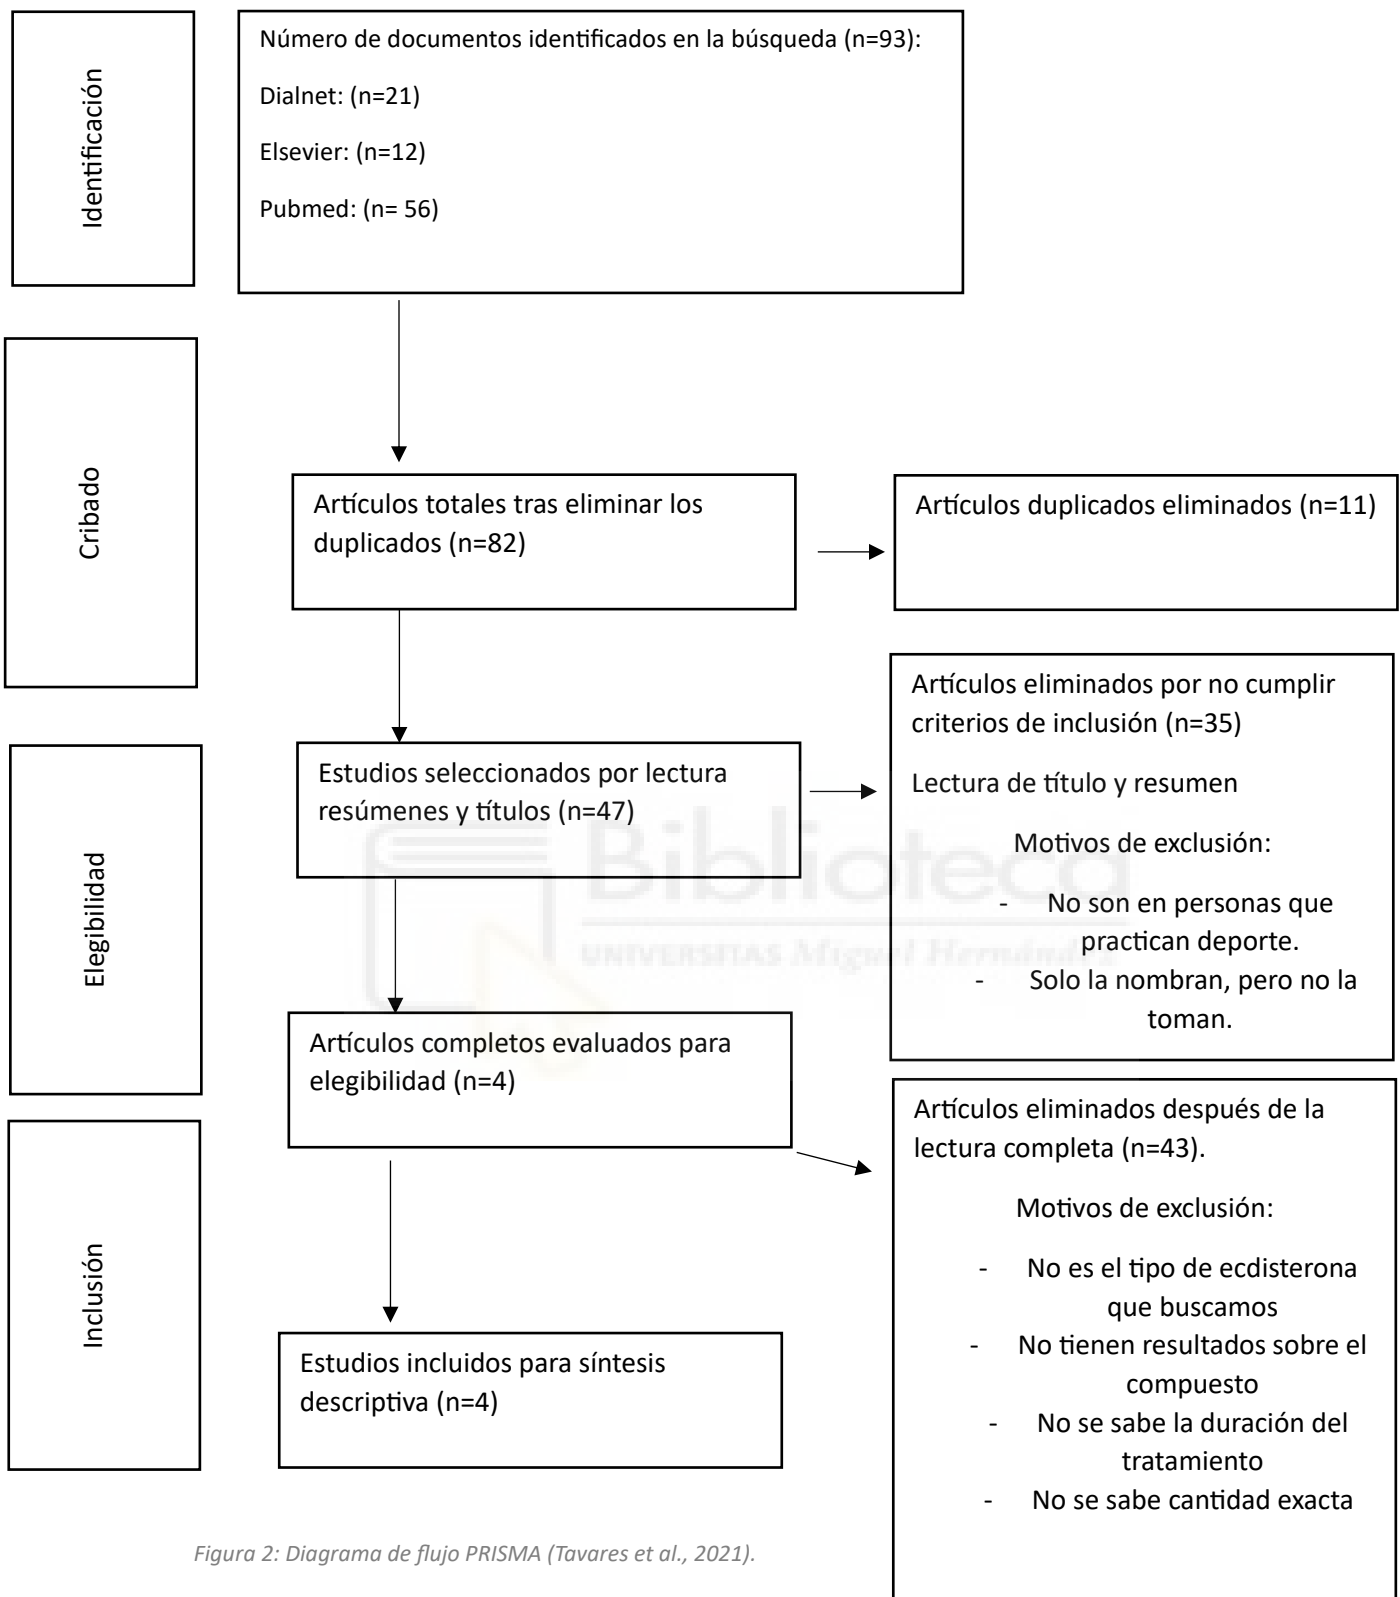 Identificación
Número de documentos identificados en la búsqueda (n=93):
Dialnet: (n=21)
Elsevier: (n=12)
Pubmed: (n= 56)
Cribado
Artículos totales tras eliminar los
duplicados (n=82)
Artículos duplicados eliminados (n=11)
Elegibilidad
Estudios seleccionados por lectura
resúmenes y títulos (n=47)
Artículos eliminados por no cumplir
criterios de inclusión (n=35)
Lectura de título y resumen
Motivos de exclusión:
- No son en personas que
practican deporte.
- Solo la nombran, pero no la
toman.
Biblioteca
UNIVERSITAS Miguel Hernández
Artículos completos evaluados para
elegibilidad (n=4)
Artículos eliminados después de la
lectura completa (n=43).
Motivos de exclusión:
- No es el tipo de ecdisterona
que buscamos
- No tienen resultados sobre el
compuesto
- No se sabe la duración del
tratamiento
- No se sabe cantidad exacta
Inclusión
Estudios incluidos para síntesis
descriptiva (n=4)
Figura 2: Diagrama de flujo PRISMA (Tavares et al., 2021).